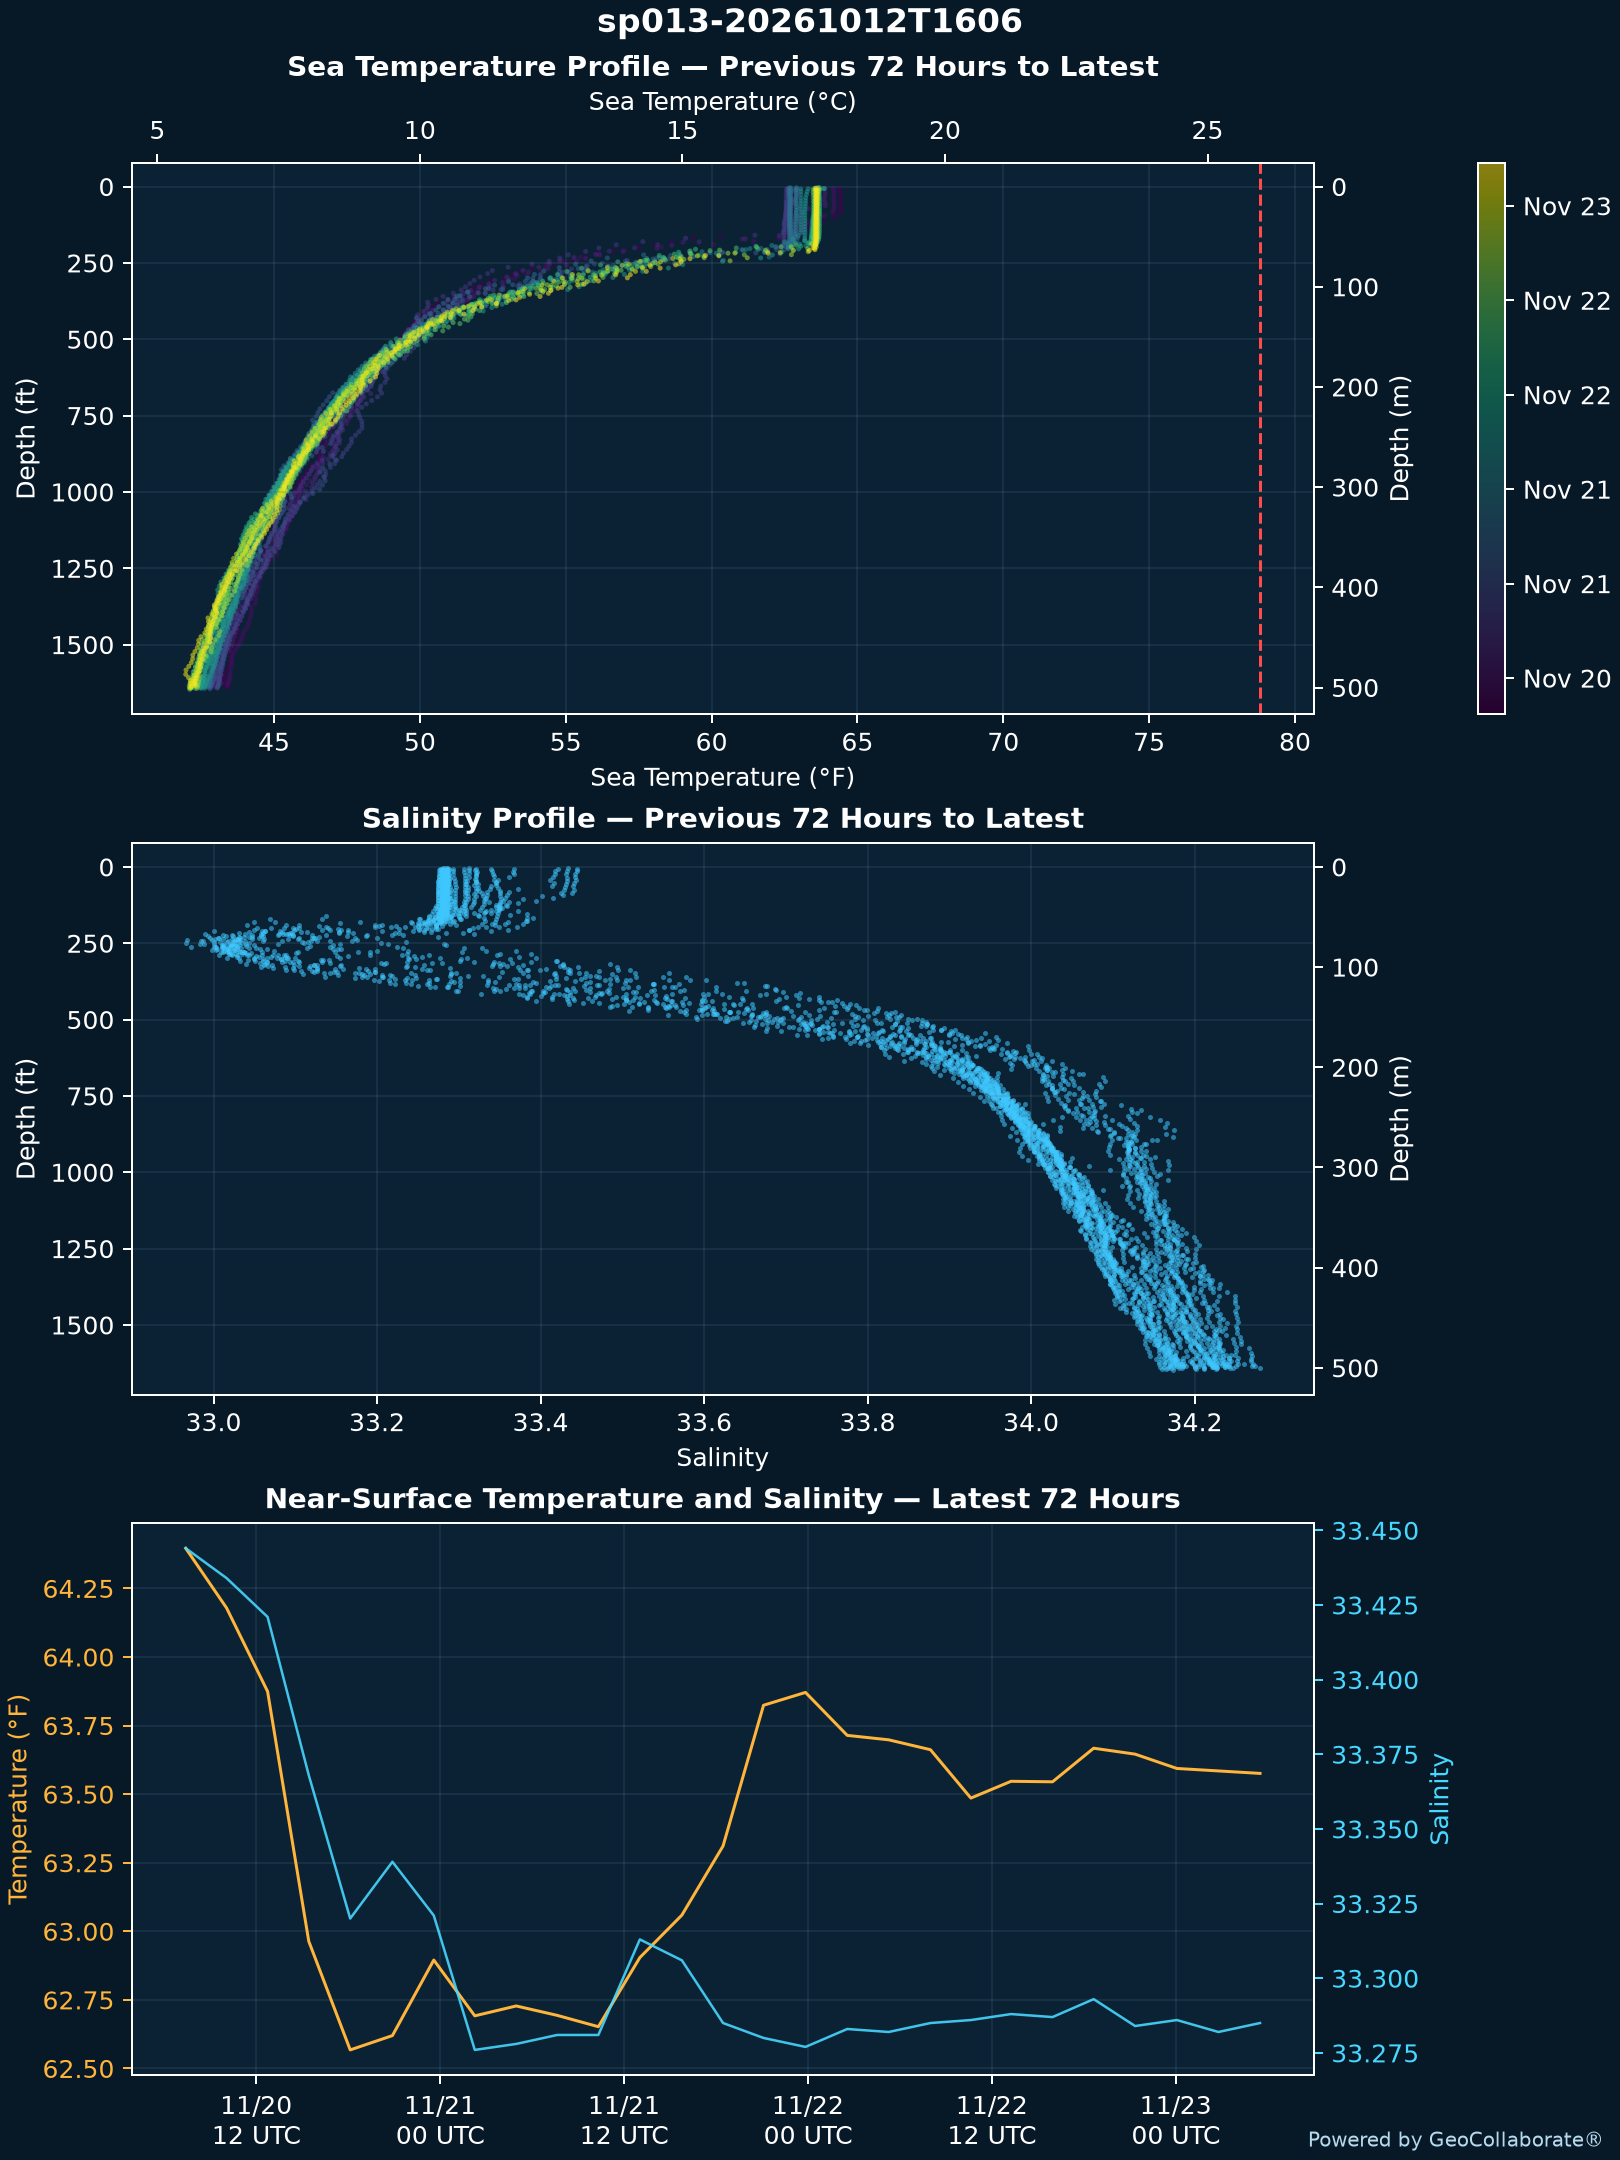 sp013-20261012T1606
Sea Temperature Profile — Previous 72 Hours to Latest
Sea Temperature (°C)
5 10 15 20 25
0
250
500
750
1000
1250
1500
Depth (ft)
0
100
200
300
400
500
Depth (m)
45 50 55 60 65 70 75 80
Sea Temperature (°F)
Nov 23
Nov 22
Nov 22
Nov 21
Nov 21
Nov 20
Salinity Profile — Previous 72 Hours to Latest
0
250
500
750
1000
1250
1500
Depth (ft)
0
100
200
300
400
500
Depth (m)
33.0 33.2 33.4 33.6 33.8 34.0 34.2
Salinity
Near-Surface Temperature and Salinity — Latest 72 Hours
64.25
64.00
63.75
63.50
63.25
63.00
62.75
62.50
Temperature (°F)
33.450
33.425
33.400
33.375
33.350
33.325
33.300
33.275
Salinity
11/20 11/21 11/21 11/22 11/22 11/23
12 UTC 00 UTC 12 UTC 00 UTC 12 UTC 00 UTC
Powered by GeoCollaborate®